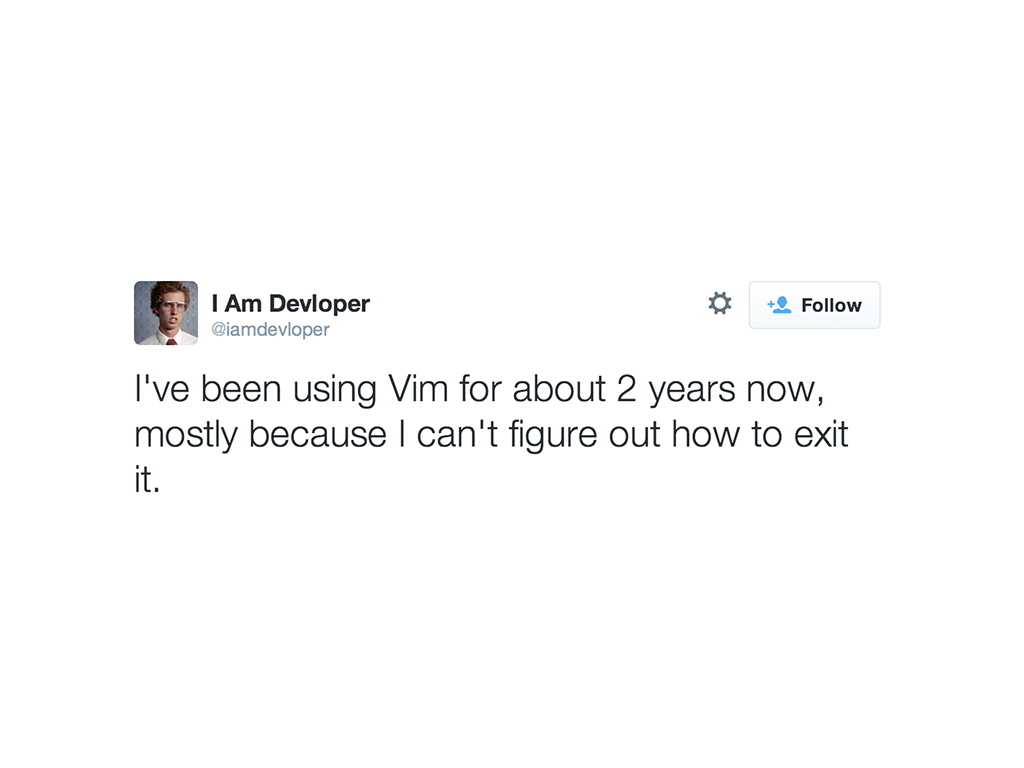 I Am Devloper
@iamdevloper
Follow
I've been using Vim for about 2 years now,
mostly because I can't figure out how to exit
it.